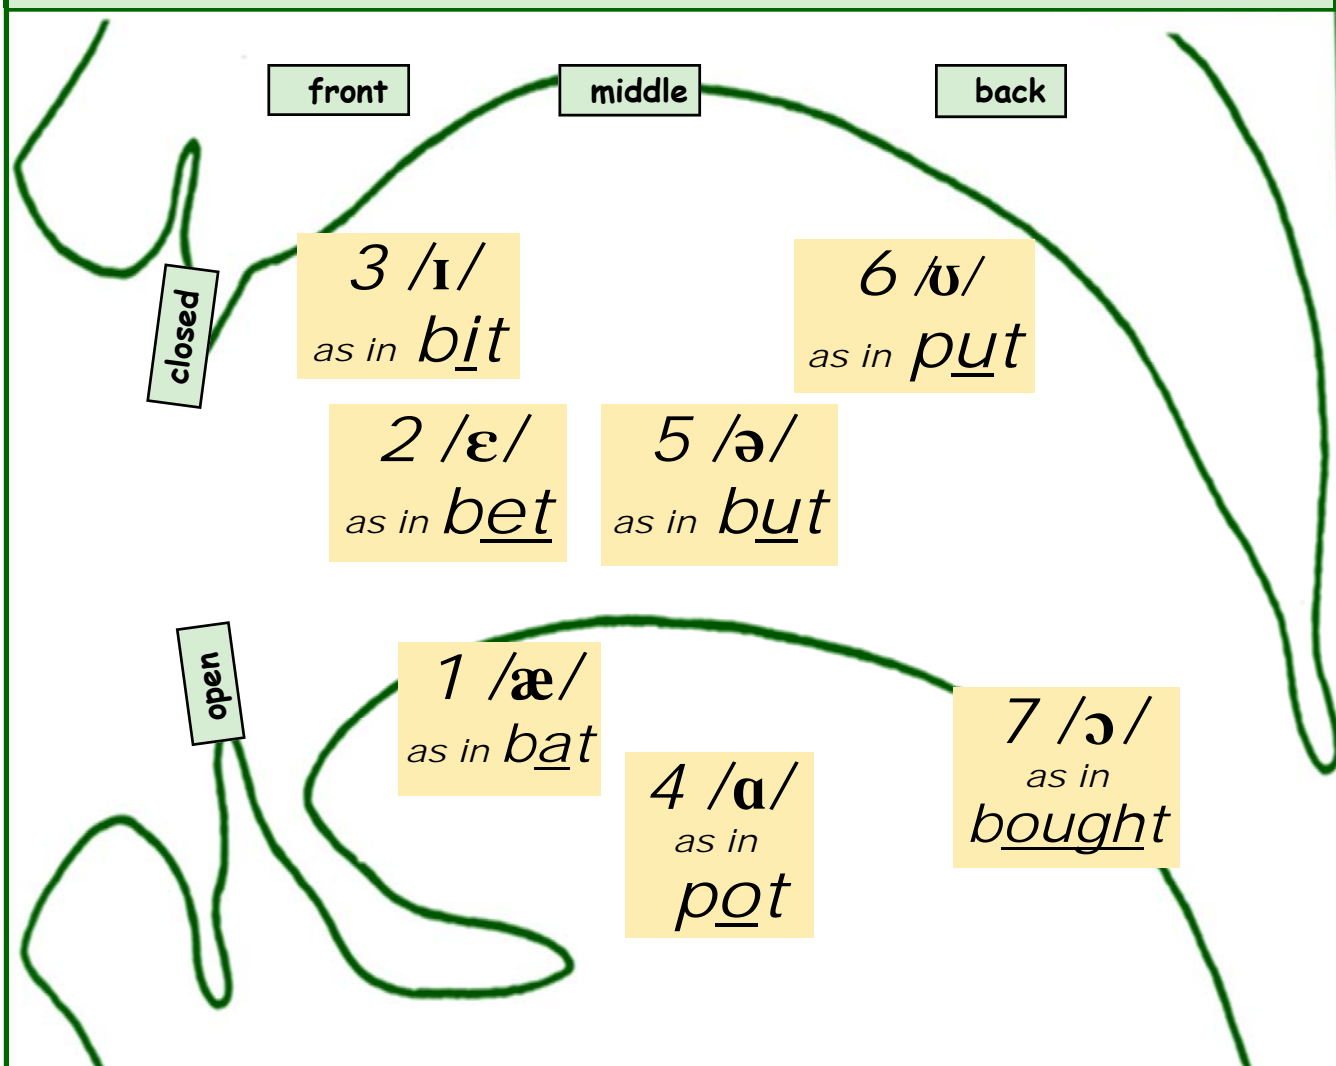 front
middle
back
closed
3 /ɪ/
as in bit
6 /ʊ/
as in put
2 /ɛ/
as in bet
5 /ə/
as in but
open
1 /æ/
as in bat
4 /ɑ/
as in
pot
7 /ɔ/
as in
bought